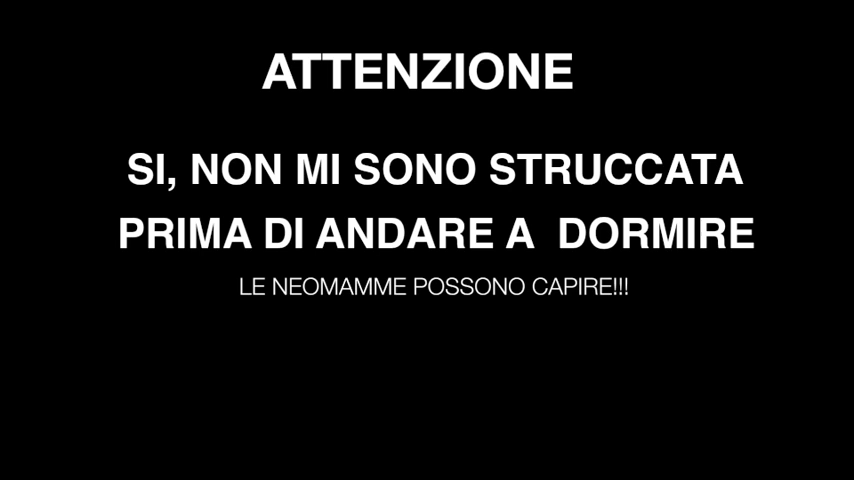 ATTENZIONE
SI, NON MI SONO STRUCCATA
PRIMA DI ANDARE A  DORMIRE
LE NEOMAMME POSSONO CAPIRE!!!